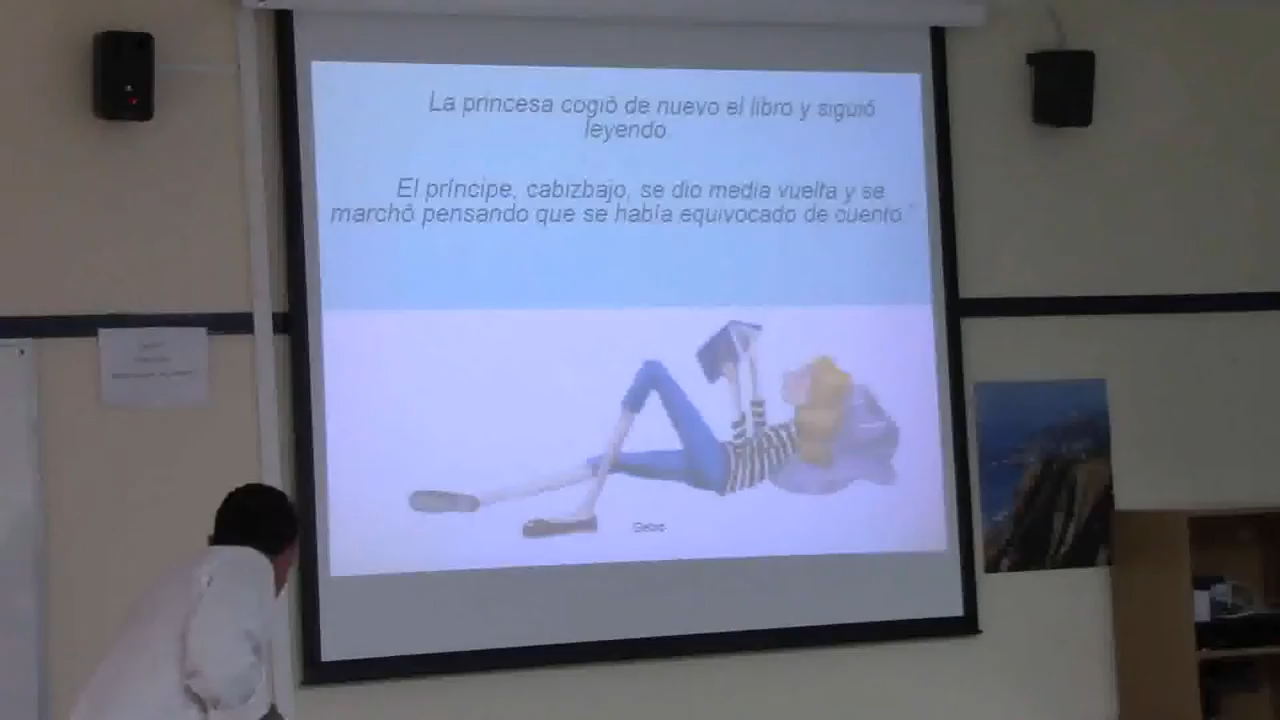 La princesa cogió de nuevo el libro y siguió
leyendo
El príncipe, cabizbajo, se dio media vuelta y se
marchó pensando que se había equivocado de cuento."